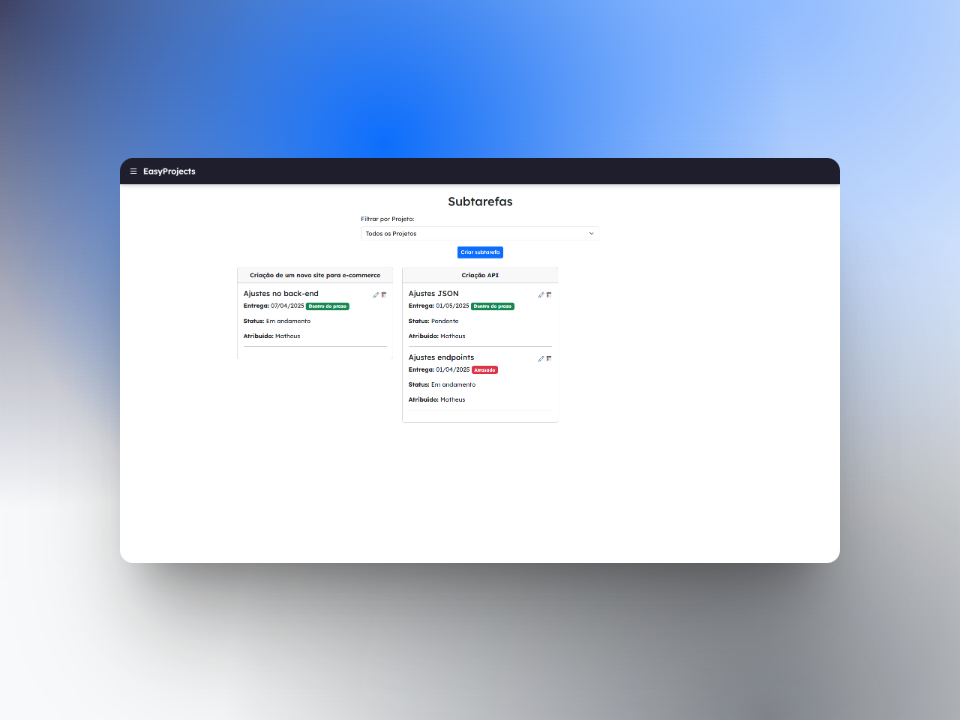 EasyProjects
Subtarefas
Filtrar por Projeto:
Todos os Projetos
Criar subtarefa
Criação de um novo site para e-commerce
Ajustes no back-end
Entrega: 07/04/2025 Dentro do prazo
Status: Em andamento
Atribuído: Matheus
Criação API
Ajustes JSON
Entrega: 01/05/2025 Dentro do prazo
Status: Pendente
Atribuído: Matheus
Ajustes endpoints
Entrega: 01/04/2025 Atrasado
Status: Em andamento
Atribuído: Matheus